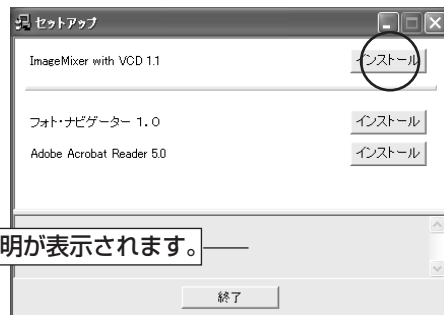 セットアップ
ImageMixer with VCD 1.1
インストール
フォト・ナビゲーター 1.0
インストール
Adobe Acrobat Reader 5.0
インストール
明が表示されます。
終了